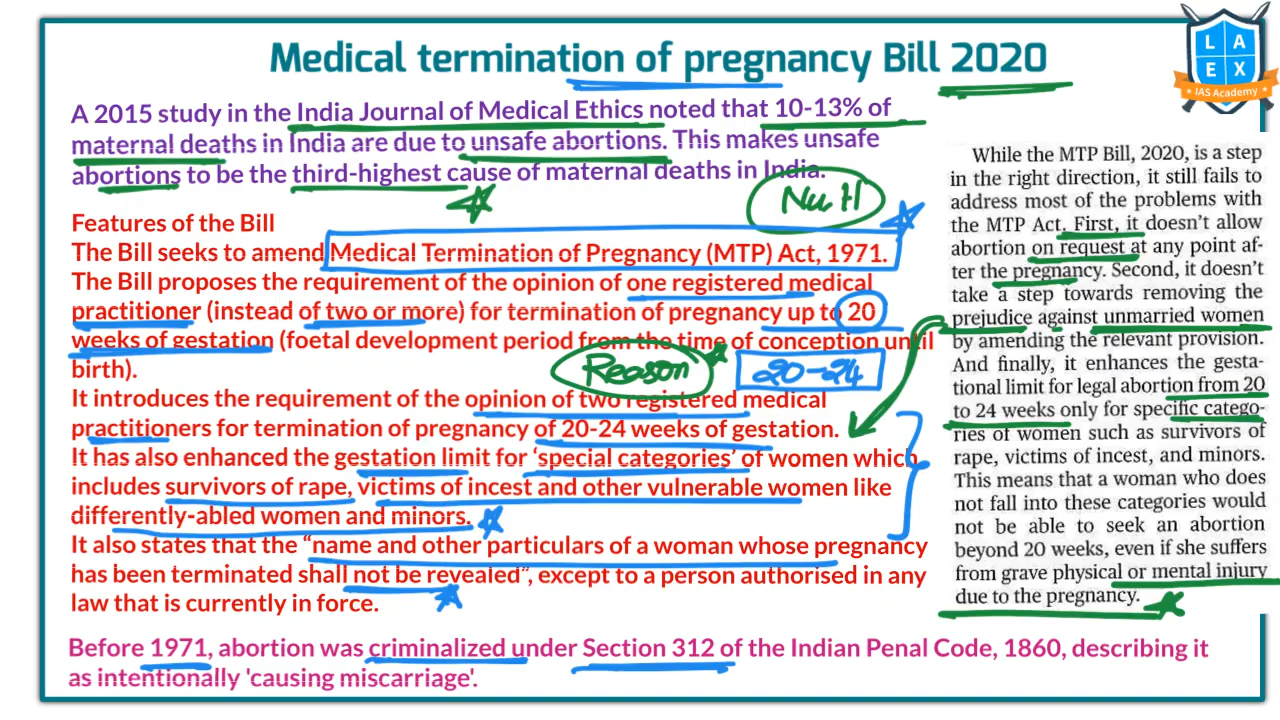 Medical termination of pregnancy Bill 2020
L A
E X
IAS Academy
A 2015 study in the India Journal of Medical Ethics noted that 10-13% of
maternal deaths in India are due to unsafe abortions. This makes unsafe
abortions to be the third-highest cause of maternal deaths in India.
Features of the Bill
The Bill seeks to amend Medical Termination of Pregnancy (MTP) Act, 1971.
The Bill proposes the requirement of the opinion of one registered medical
practitioner (instead of two or more) for termination of pregnancy up to 20
weeks of gestation (foetal development period from the time of conception until
birth).
Reason
20-24
It introduces the requirement of the opinion of two registered medical
practitioners for termination of pregnancy of 20-24 weeks of gestation.
It has also enhanced the gestation limit for ‘special categories’ of women which
includes survivors of rape, victims of incest and other vulnerable women like
differently-abled women and minors.
It also states that the “name and other particulars of a woman whose pregnancy
has been terminated shall not be revealed”, except to a person authorised in any
law that is currently in force.
Before 1971, abortion was criminalized under Section 312 of the Indian Penal Code, 1860, describing it
as intentionally 'causing miscarriage'.
While the MTP Bill, 2020, is a step
in the right direction, it still fails to
address most of the problems with
the MTP Act. First, it doesn’t allow
abortion on request at any point af-
ter the pregnancy. Second, it doesn’t
take a step towards removing the
prejudice against unmarried women
by amending the relevant provision.
And finally, it enhances the gesta-
tional limit for legal abortion from 20
to 24 weeks only for specific catego-
ries of women such as survivors of
rape, victims of incest, and minors.
This means that a woman who does
not fall into these categories would
not be able to seek an abortion
beyond 20 weeks, even if she suffers
from grave physical or mental injury
due to the pregnancy.